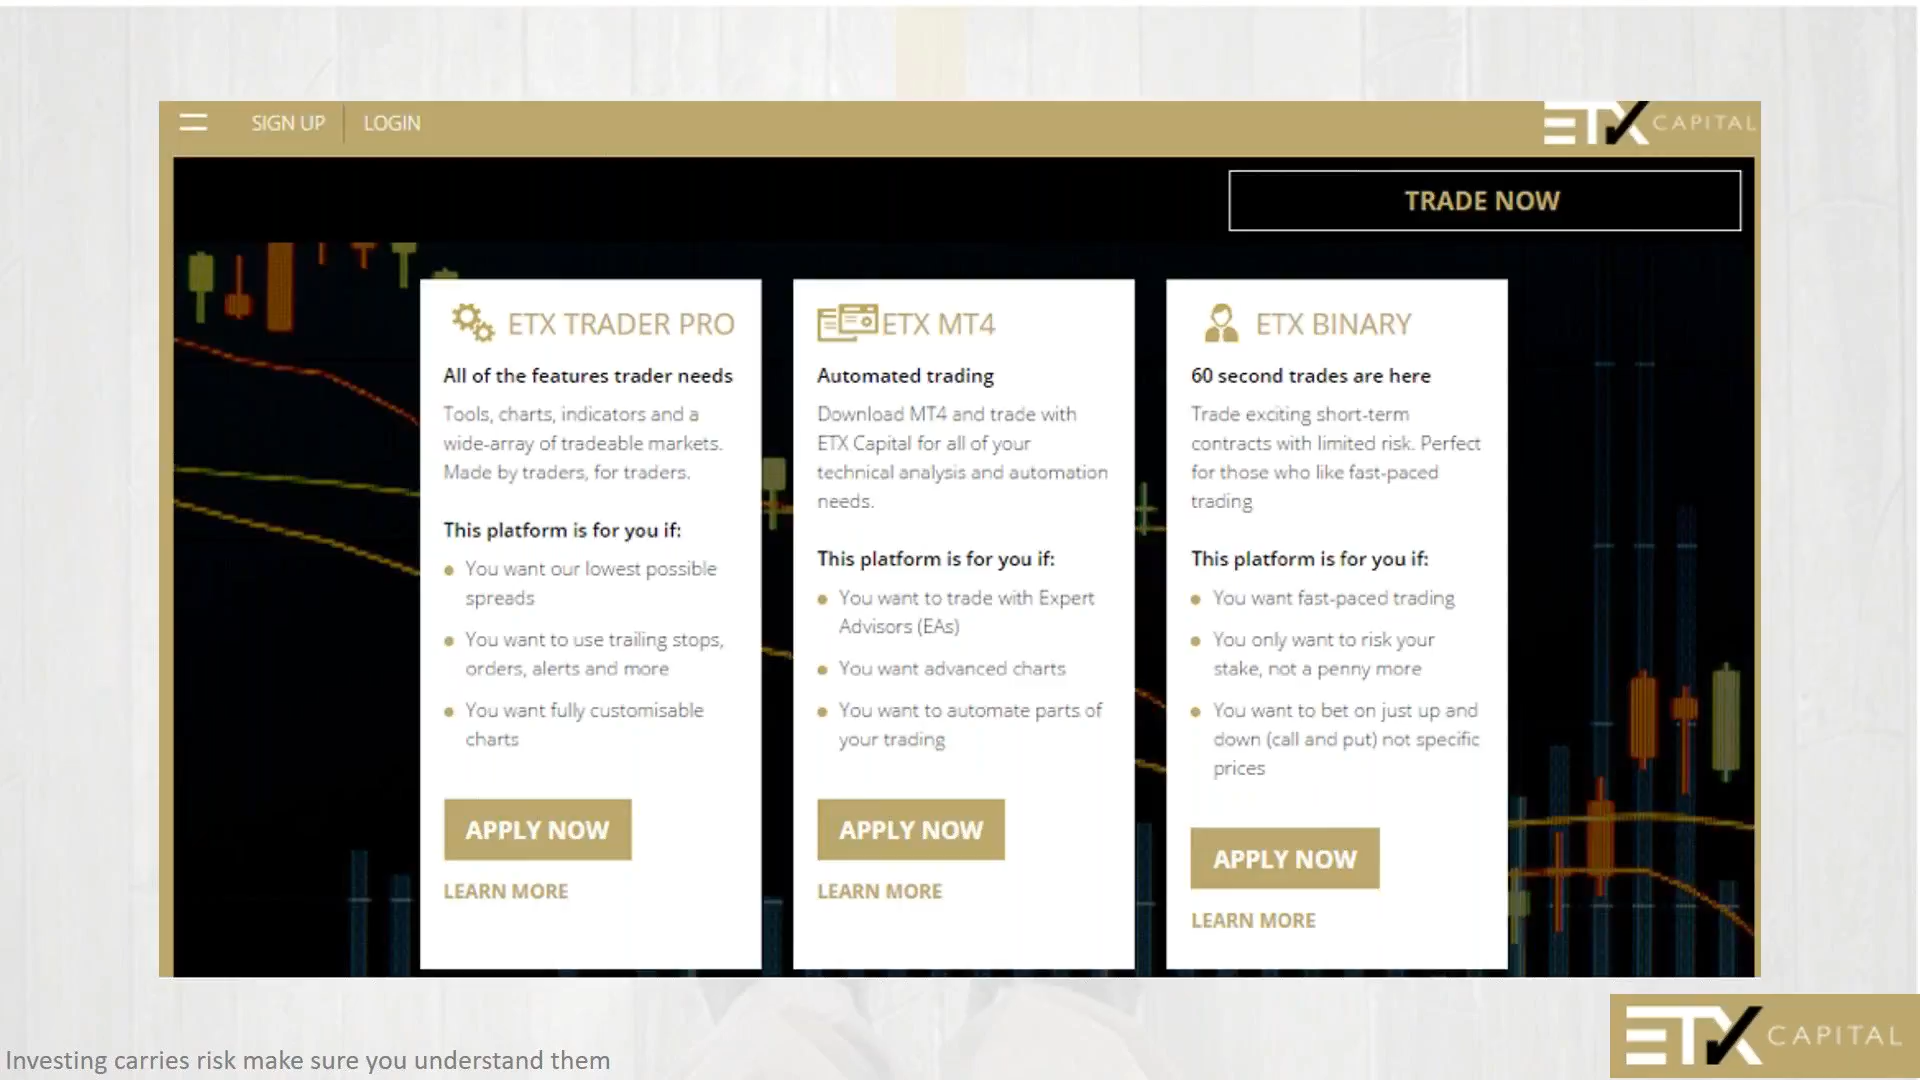 SIGN UP
LOGIN
ETX CAPITAL
TRADE NOW
ETX TRADER PRO
All of the features trader needs
Tools, charts, indicators and a
wide-array of tradeable markets.
Made by traders, for traders.
This platform is for you if:
You want our lowest possible
spreads
You want to use trailing stops,
orders, alerts and more
You want fully customisable
charts
APPLY NOW
LEARN MORE
ETX MT4
Automated trading
Download MT4 and trade with
ETX Capital for all of your
technical analysis and automation
needs.
This platform is for you if:
You want to trade with Expert
Advisors (EAs)
You want advanced charts
You want to automate parts of
your trading
APPLY NOW
LEARN MORE
ETX BINARY
60 second trades are here
Trade exciting short-term
contracts with limited risk. Perfect
for those who like fast-paced
trading
This platform is for you if:
You want fast-paced trading
You only want to risk your
stake, not a penny more
You want to bet on just up and
down (call and put) not specific
prices
APPLY NOW
LEARN MORE
Investing carries risk make sure you understand them
ETX CAPITAL